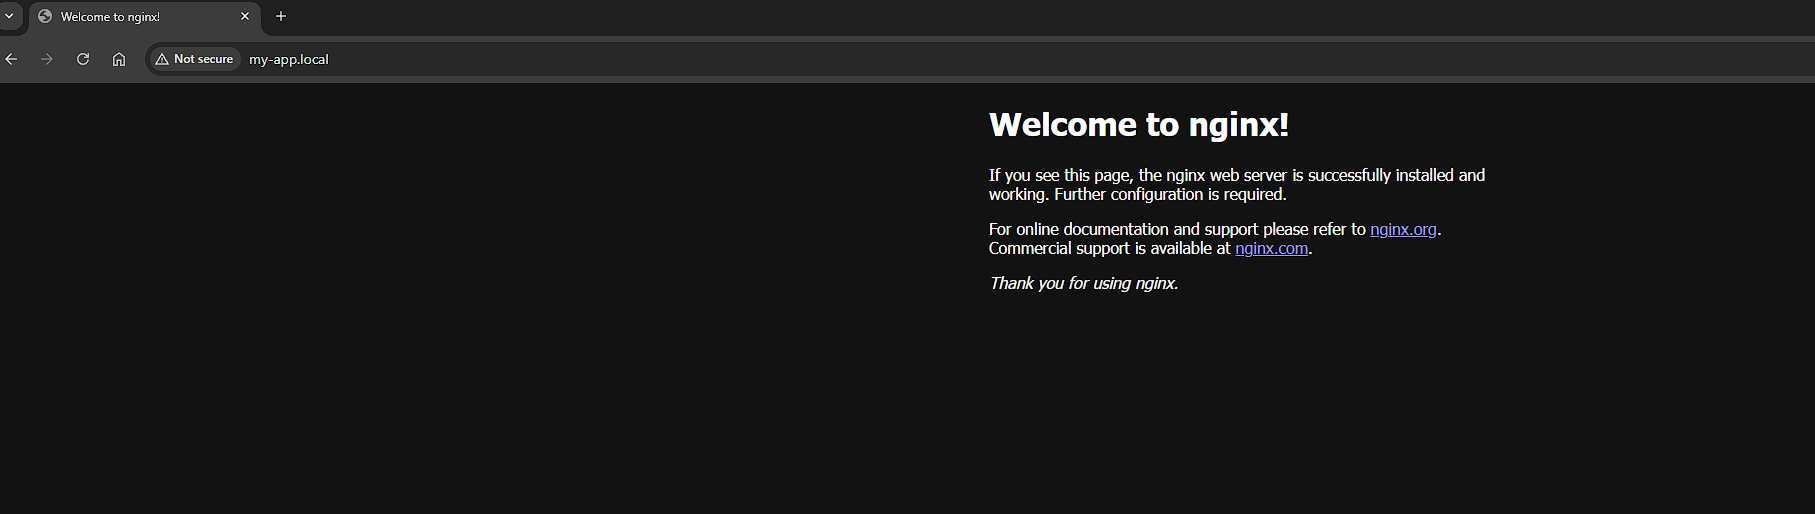 Welcome to nginx!
Not secure
my-app.local
Welcome to nginx!
If you see this page, the nginx web server is successfully installed and
working. Further configuration is required.
For online documentation and support please refer to nginx.org.
Commercial support is available at nginx.com.
Thank you for using nginx.